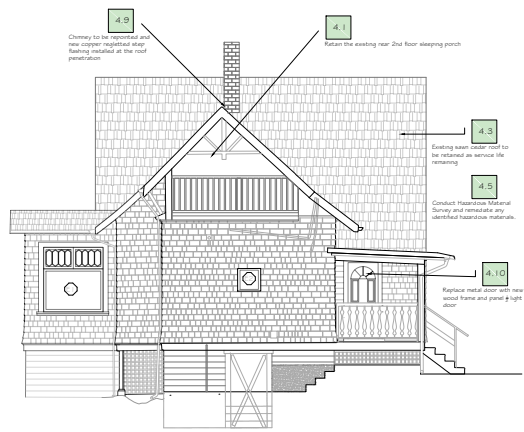 4.9
Chimney to be repointed and
new copper regletted step
flashing installed at the roof
penetration
4.1
Retain the existing rear 2nd floor sleeping porch
4.3
Existing sawn cedar roof to
be retained as service life
remaining
4.5
Conduct Hazardous Material
Survey and remediate any
identified hazardous materials.
4.10
Replace metal door with new
wood frame and panel & light
door